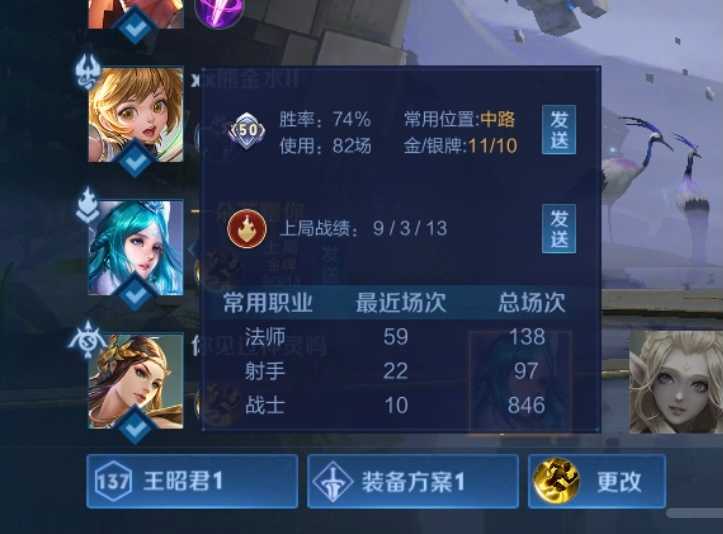 50 胜率：74% 常用位置:中路 发送
使用：82场 金/银牌:11/10
上局战绩：9/3/13 发送
常用职业 最近场次 总场次
法师 59 138
射手 22 97
战士 10 846
137 王昭君1 装备方案1 更改